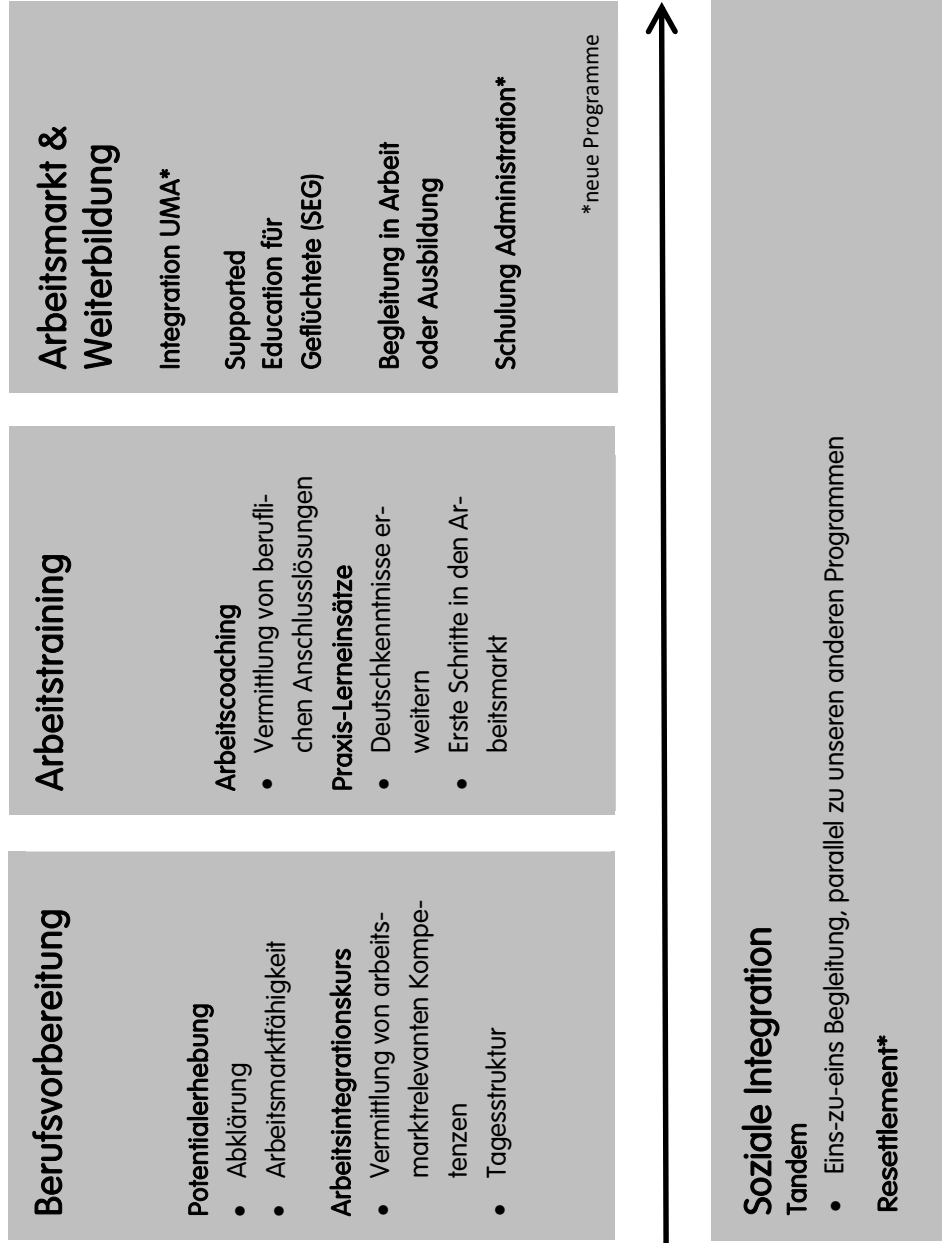 Berufsvorbereitung
Potentialerhebung
• Abklärung
• Arbeitsmarktfähigkeit
Arbeitsintegrationskurs
• Vermittlung von arbeits-
marktrelevanten Kompe-
tenzen
• Tagesstruktur
Arbeitstraining
Arbeitscoaching
• Vermittlung von berufli-
chen Anschlusslösungen
Praxis-Lerneinsätze
• Deutschkenntnisse er-
weitern
• Erste Schritte in den Ar-
beitsmarkt
Arbeitsmarkt &
Weiterbildung
Integration UMA*
Supported
Education für
Geflüchtete (SEG)
Begleitung in Arbeit
oder Ausbildung
Schulung Administration*
*neue Programme
Soziale Integration
Tandem
• Eins-zu-eins Begleitung, parallel zu unseren anderen Programmen
Resettlement*